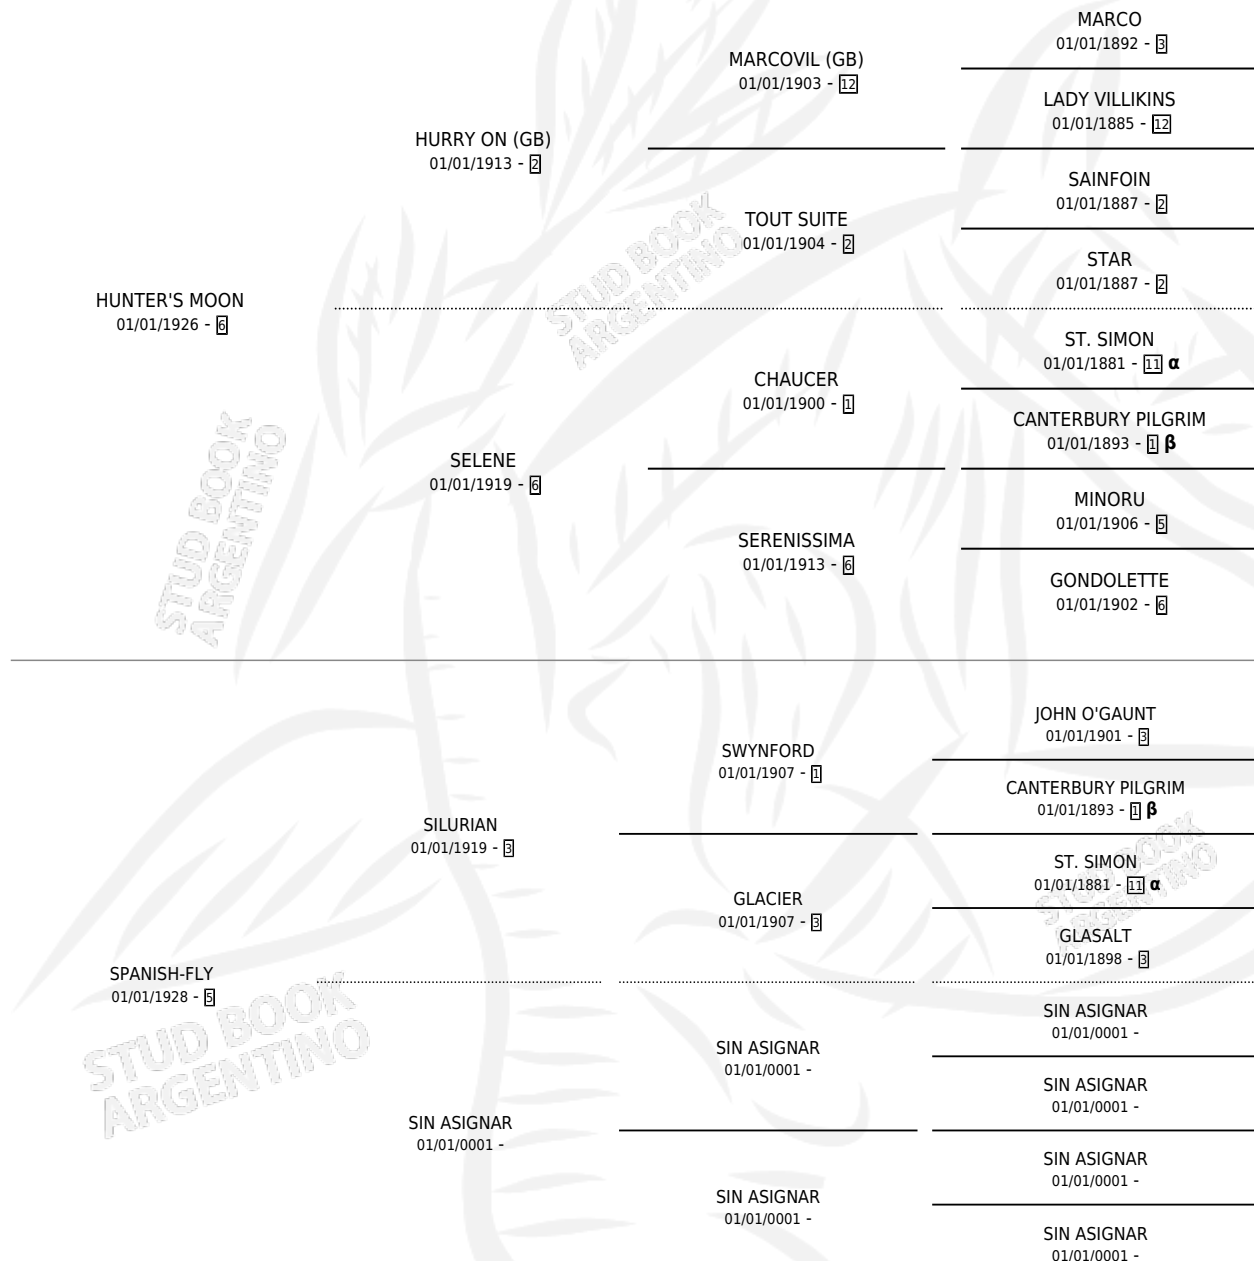 MARCO
01/01/1892 - 3
MARCOVIL (GB)
01/01/1903 - 12
LADY VILLIKINS
01/01/1885 - 12
HURRY ON (GB)
01/01/1913 - 2
SAINFOIN
01/01/1887 - 2
TOUT SUITE
01/01/1904 - 2
STAR
01/01/1887 - 2
HUNTER'S MOON
01/01/1926 - 6
ST. SIMON
01/01/1881 - 11 α
CHAUCER
01/01/1900 - 1
CANTERBURY PILGRIM
01/01/1893 - 1 β
SELENE
01/01/1919 - 6
MINORU
01/01/1906 - 5
SERENISSIMA
01/01/1913 - 6
GONDOLETTE
01/01/1902 - 6
JOHN O'GAUNT
01/01/1901 - 3
SWYNFORD
01/01/1907 - 1
CANTERBURY PILGRIM
01/01/1893 - 1 β
SILURIAN
01/01/1919 - 3
ST. SIMON
01/01/1881 - 11 α
GLACIER
01/01/1907 - 3
GLASALT
01/01/1898 - 3
SPANISH-FLY
01/01/1928 - 5
SIN ASIGNAR
01/01/0001 -
SIN ASIGNAR
01/01/0001 -
SIN ASIGNAR
01/01/0001 -
SIN ASIGNAR
01/01/0001 -
SIN ASIGNAR
01/01/0001 -
SIN ASIGNAR
01/01/0001 -
SIN ASIGNAR
01/01/0001 -
STUD BOOK
ARGENTINO
STUD BOOK
ARGENTINO
STUD BOOK
ARGENTINO
STUD BOOK
ARGENTINO